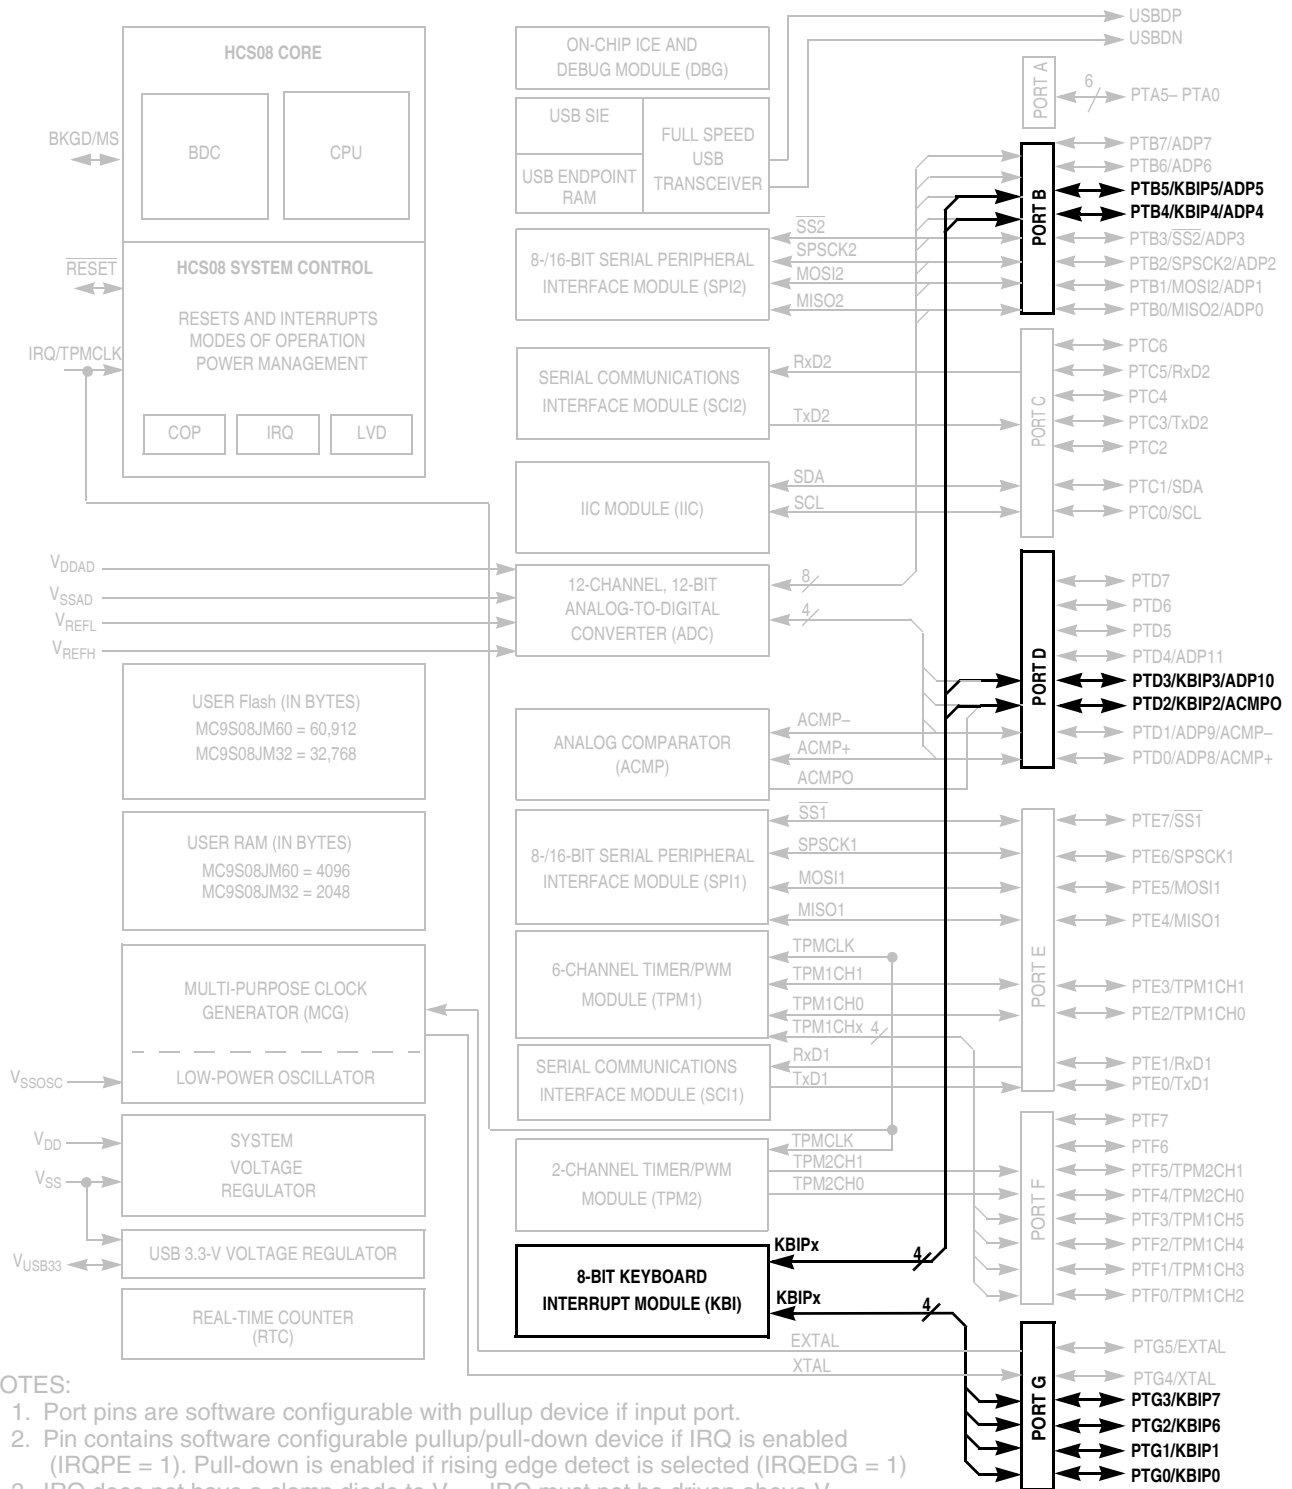 HCS08 CORE
BDC
CPU
BKGD/MS
RESET
HCS08 SYSTEM CONTROL
RESETS AND INTERRUPTS
MODES OF OPERATION
POWER MANAGEMENT
IRQ/TPMCLK
COP
IRQ
LVD
VDDAD
VSSAD
VREFL
VREFH
USER Flash (IN BYTES)
MC9S08JM60 = 60,912
MC9S08JM32 = 32,768
USER RAM (IN BYTES)
MC9S08JM60 = 4096
MC9S08JM32 = 2048
MULTI-PURPOSE CLOCK
GENERATOR (MCG)
LOW-POWER OSCILLATOR
VSSOSC
VDD
VSS
SYSTEM
VOLTAGE
REGULATOR
VUSB33
USB 3.3-V VOLTAGE REGULATOR
REAL-TIME COUNTER
(RTC)
ON-CHIP ICE AND
DEBUG MODULE (DBG)
USB SIE
USB ENDPOINT
RAM
FULL SPEED
USB
TRANSCEIVER
8-/16-BIT SERIAL PERIPHERAL
INTERFACE MODULE (SPI2)
SS2
SPSCK2
MOSI2
MISO2
SERIAL COMMUNICATIONS
INTERFACE MODULE (SCI2)
RxD2
TxD2
IIC MODULE (IIC)
SDA
SCL
12-CHANNEL, 12-BIT
ANALOG-TO-DIGITAL
CONVERTER (ADC)
8
4
ANALOG COMPARATOR
(ACMP)
ACMP–
ACMP+
ACMPO
8-/16-BIT SERIAL PERIPHERAL
INTERFACE MODULE (SPI1)
SS1
SPSCK1
MOSI1
MISO1
6-CHANNEL TIMER/PWM
MODULE (TPM1)
TPMCLK
TPM1CH1
TPM1CH0
TPM1CHx 4
SERIAL COMMUNICATIONS
INTERFACE MODULE (SCI1)
RxD1
TxD1
2-CHANNEL TIMER/PWM
MODULE (TPM2)
TPMCLK
TPM2CH1
TPM2CH0
8-BIT KEYBOARD
INTERRUPT MODULE (KBI)
KBIPx 4
KBIPx 4
EXTAL
XTAL
USBDP
USBDN
PORT A
6
PTA5– PTA0
PORT B
PTB7/ADP7
PTB6/ADP6
PTB5/KBIP5/ADP5
PTB4/KBIP4/ADP4
PTB3/SS2/ADP3
PTB2/SPSCK2/ADP2
PTB1/MOSI2/ADP1
PTB0/MISO2/ADP0
PORT C
PTC6
PTC5/RxD2
PTC4
PTC3/TxD2
PTC2
PTC1/SDA
PTC0/SCL
PORT D
PTD7
PTD6
PTD5
PTD4/ADP11
PTD3/KBIP3/ADP10
PTD2/KBIP2/ACMPO
PTD1/ADP9/ACMP–
PTD0/ADP8/ACMP+
PORT E
PTE7/SS1
PTE6/SPSCK1
PTE5/MOSI1
PTE4/MISO1
PTE3/TPM1CH1
PTE2/TPM1CH0
PTE1/RxD1
PTE0/TxD1
PORT F
PTF7
PTF6
PTF5/TPM2CH1
PTF4/TPM2CH0
PTF3/TPM1CH5
PTF2/TPM1CH4
PTF1/TPM1CH3
PTF0/TPM1CH2
PORT G
PTG5/EXTAL
PTG4/XTAL
PTG3/KBIP7
PTG2/KBIP6
PTG1/KBIP1
PTG0/KBIP0
OTES:
1. Port pins are software configurable with pullup device if input port.
2. Pin contains software configurable pullup/pull-down device if IRQ is enabled
(IRQPE = 1). Pull-down is enabled if rising edge detect is selected (IRQEDG = 1)
3. IRQ does not have a clamp diode to V IRQ must not be driven above V